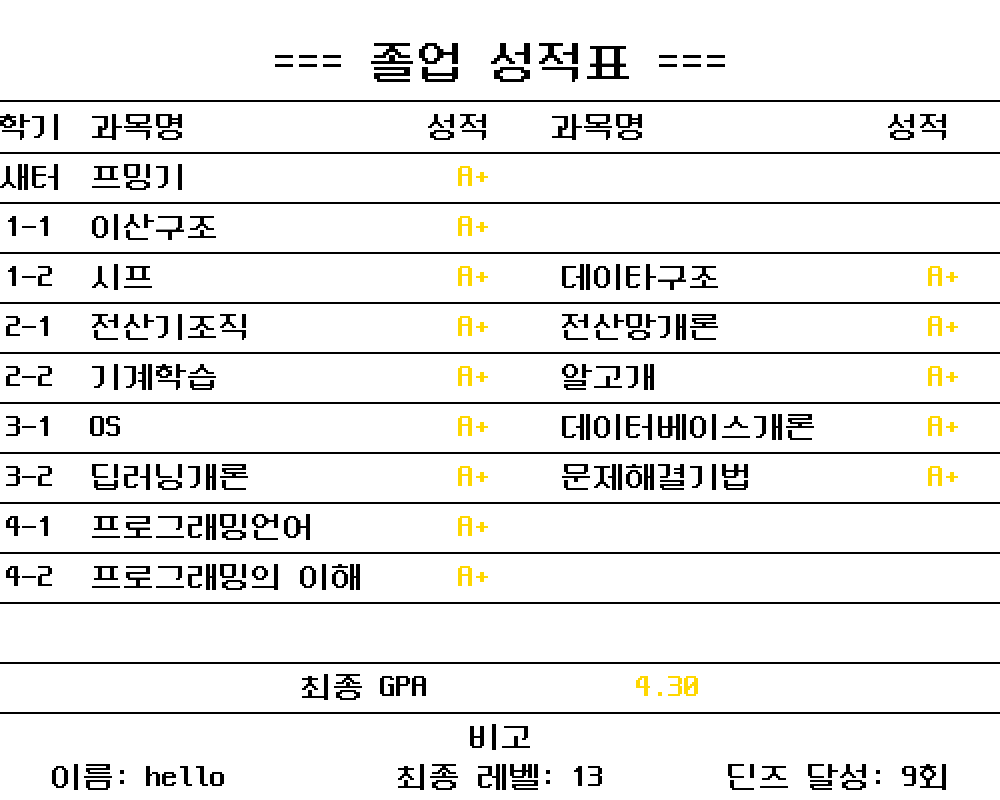 === 졸업 성적표 ===
학기 과목명 성적 과목명 성적
새터 프밍기 A+
1-1 이산구조 A+
1-2 시프 A+ 데이타구조 A+
2-1 전산기조직 A+ 전산망개론 A+
2-2 기계학습 A+ 알고개 A+
3-1 OS A+ 데이터베이스개론 A+
3-2 딥러닝개론 A+ 문제해결기법 A+
4-1 프로그래밍언어 A+
4-2 프로그래밍의 이해 A+
최종 GPA 4.30
비고
이름: hello 최종 레벨: 13 딘즈 달성: 9회